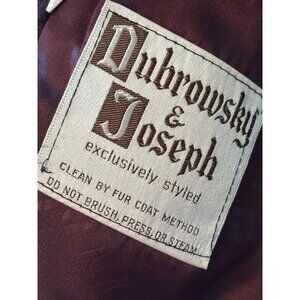 Dubrowsky
&
Joseph
exclusively styled
CLEAN BY FUR COAT METHOD
DO NOT BRUSH, PRESS, OR STEAM